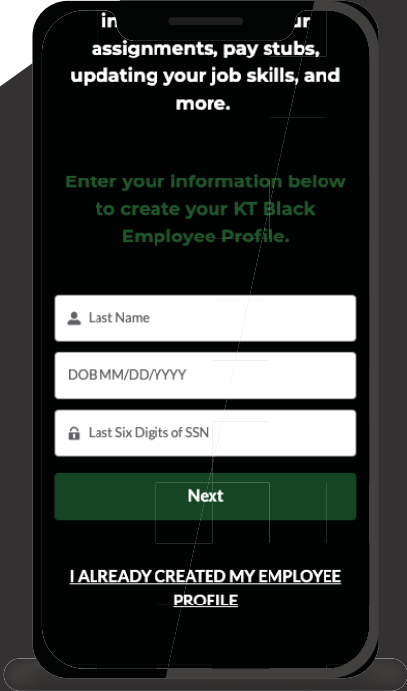 assignments, pay stubs,
updating your job skills, and
more.
Enter your information below
to create your KT Black
Employee Profile.
Last Name
DOB MM/DD/YYYY
Last Six Digits of SSN
Next
I ALREADY CREATED MY EMPLOYEE
PROFILE